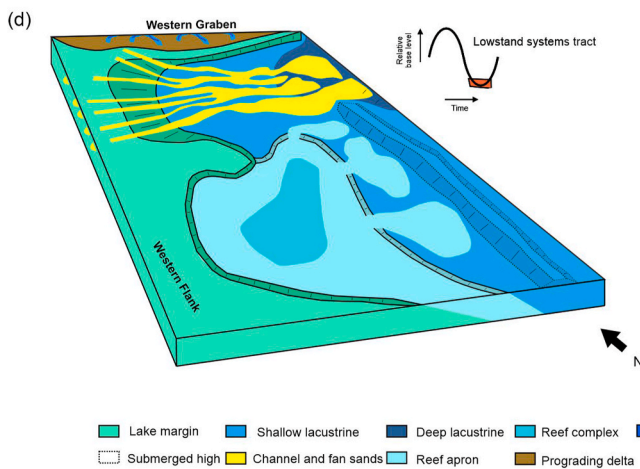 (d)
Western Graben
Relative
base level
Lowstand systems tract
Time
Western Flank
N
Lake margin
Shallow lacustrine
Deep lacustrine
Reef complex
Submerged high
Channel and fan sands
Reef apron
Prograding delta